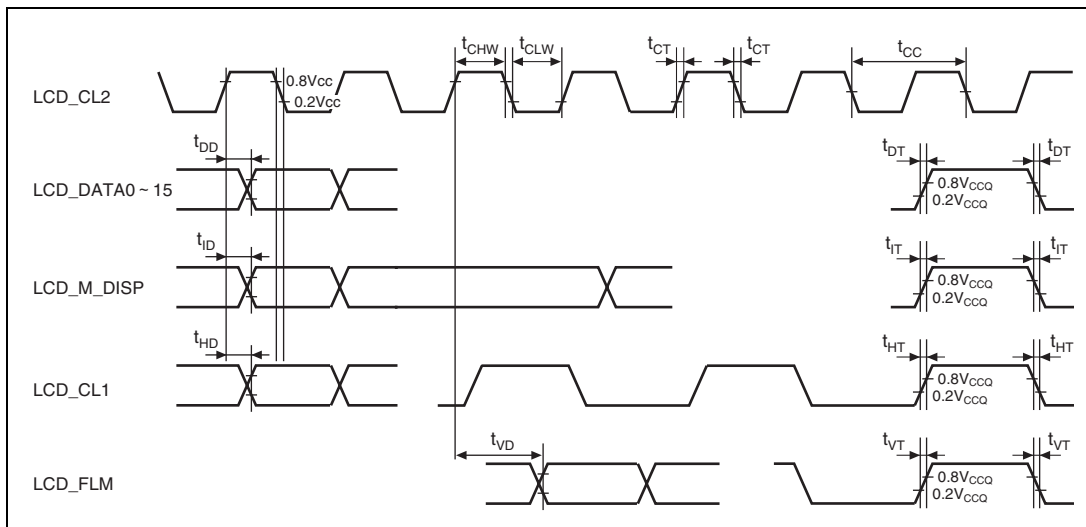 tCHW tCLW tCT tCT tCC
LCD_CL2
0.8Vcc
0.2Vcc
tDD tDT tDT
LCD_DATA0 ~ 15
0.8VCCQ
0.2VCCQ
tID tIT tIT
LCD_M_DISP
0.8VCCQ
0.2VCCQ
tHD tHT tHT
LCD_CL1
0.8VCCQ
0.2VCCQ
tVD tVT tVT
LCD_FLM
0.8VCCQ
0.2VCCQ